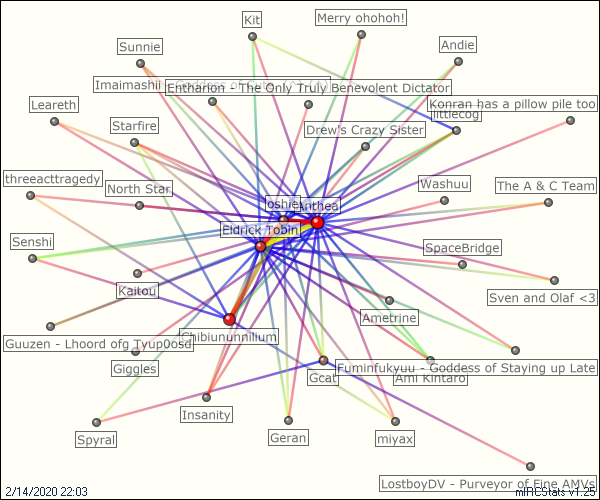 Kit
Merry ohohoh!
Sunnie
Andie
Imaimashii
Entharion - The Only Truly Benevolent Dictator
Leareth
Konran has a pillow pile too
littlecog
Starfire
Drew's Crazy Sister
threeacttragedy
North Star
Washuu
The A & C Team
Anthea
Eldrick Tobin
Senshi
SpaceBridge
Kaitou
Sven and Olaf <3
Ametrine
Chibiununnilium
Guuzen - Lhoord ofg Tyup0osd
Giggles
Fuminfukyuu - Goddess of Staying up Late
Gcat
Ami Kintaro
Insanity
Spyral
Geran
miyax
LostboyDV - Purveyor of Fine AMVs
2/14/2020 22:03
mIRCStats v1.25